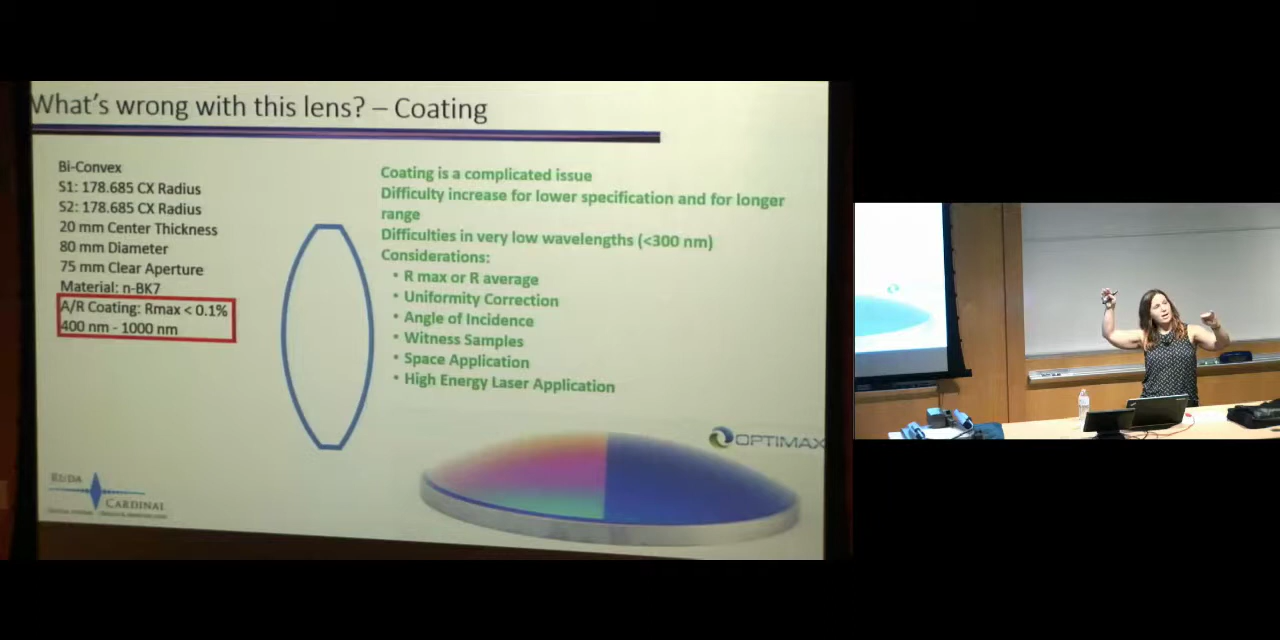 What's wrong with this lens? – Coating
Bi-Convex
S1: 178.685 CX Radius
S2: 178.685 CX Radius
20 mm Center Thickness
80 mm Diameter
75 mm Clear Aperture
Material: n-BK7
A/R Coating: Rmax < 0.1%
400 nm - 1000 nm
Coating is a complicated issue
Difficulty increase for lower specification and for longer
range
Difficulties in very low wavelengths (<300 nm)
Considerations:
• R max or R average
• Uniformity Correction
• Angle of Incidence
• Witness Samples
• Space Application
• High Energy Laser Application
OPTIMAX
RUDA
CARDINAL